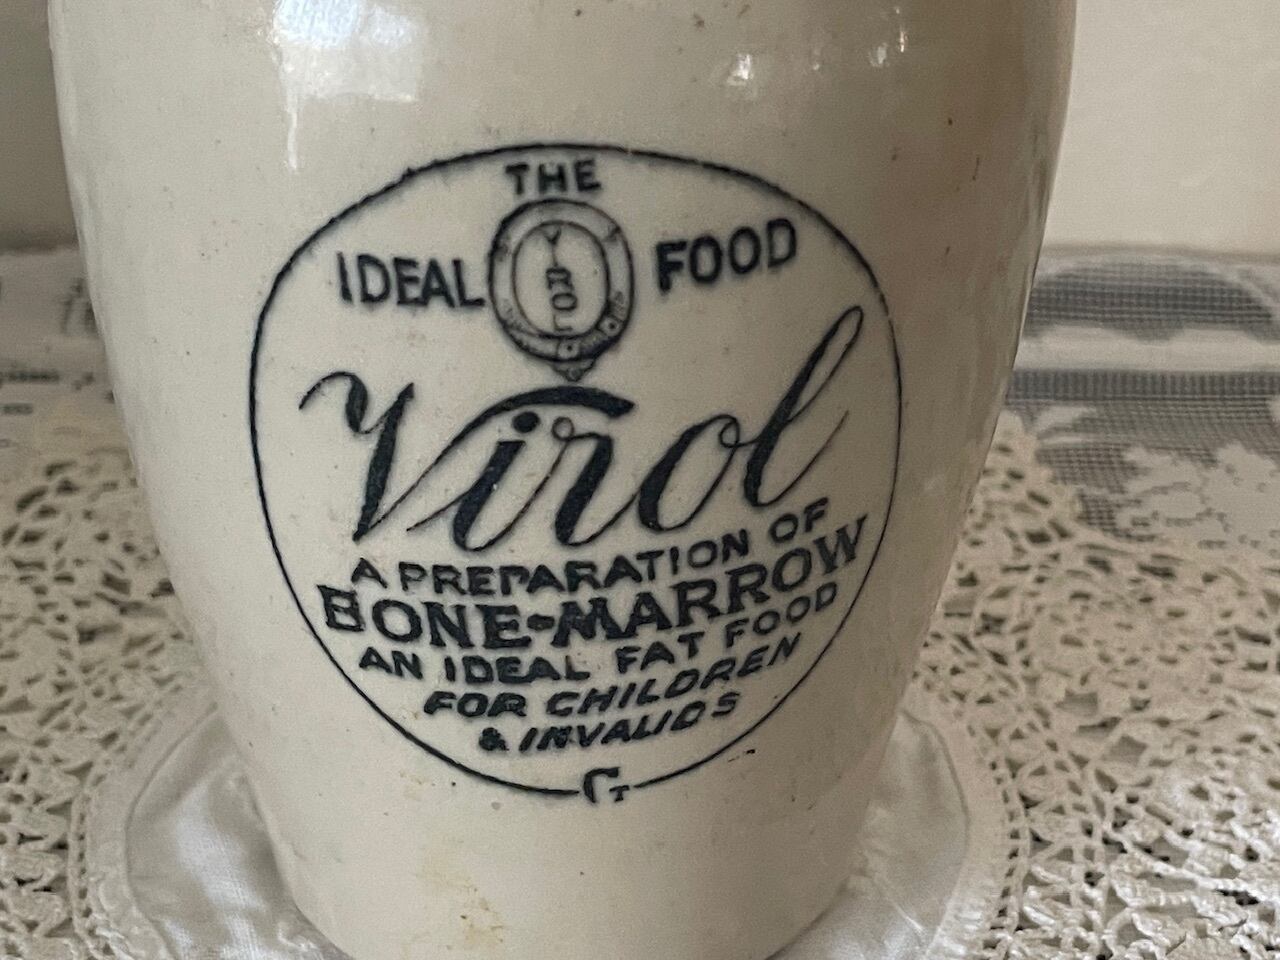 THE
IDEAL FOOD
VIROL
Virol
A PREPARATION OF
BONE-MARROW
AN IDEAL FAT FOOD
FOR CHILDREN
& INVALIDS